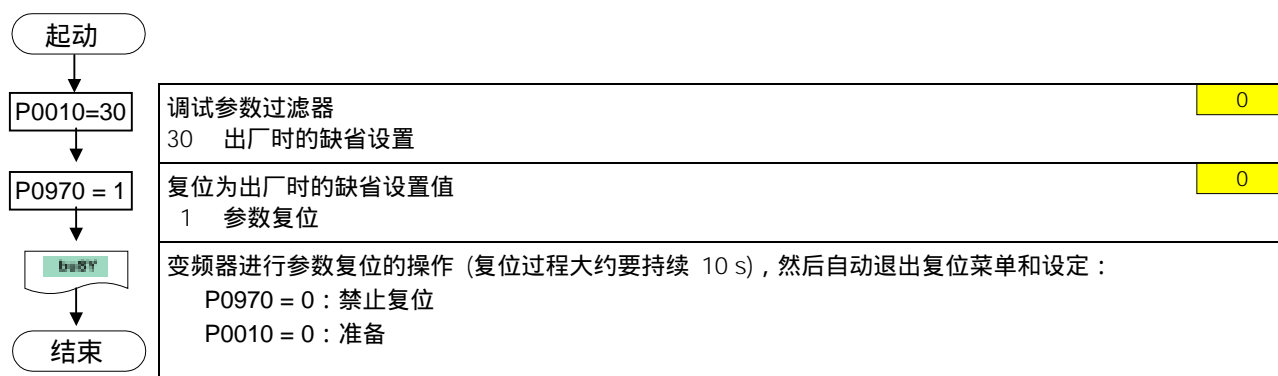 起动
P0010=30
调试参数过滤器
0
30 出厂时的缺省设置
P0970 = 1
复位为出厂时的缺省设置值
0
1 参数复位
buSY
变频器进行参数复位的操作 (复位过程大约要持续 10 s)，然后自动退出复位菜单和设定：
P0970 = 0：禁止复位
P0010 = 0：准备
结束